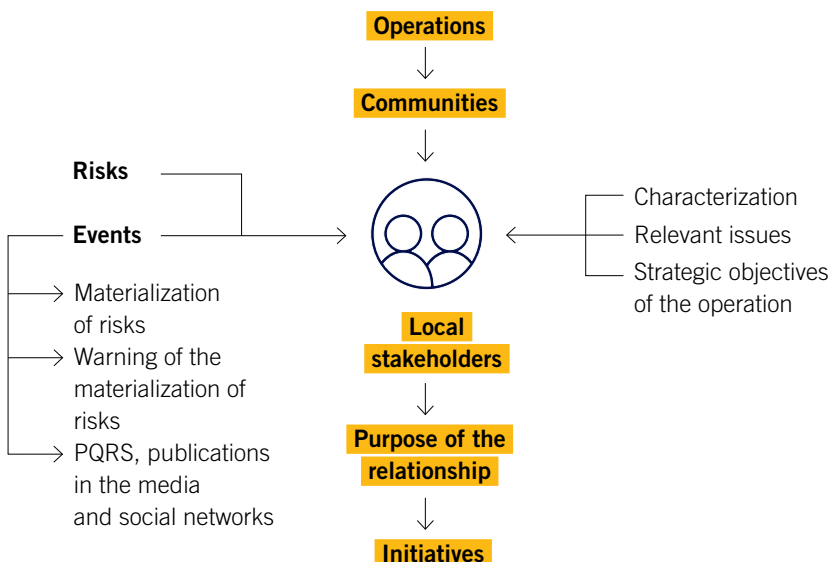 Operations
Communities
Risks
Events
Materialization
of risks
Warning of the
materialization of
risks
PQRS, publications
in the media
and social networks
Characterization
Relevant issues
Strategic objectives
of the operation
Local
stakeholders
Purpose of the
relationship
Initiatives